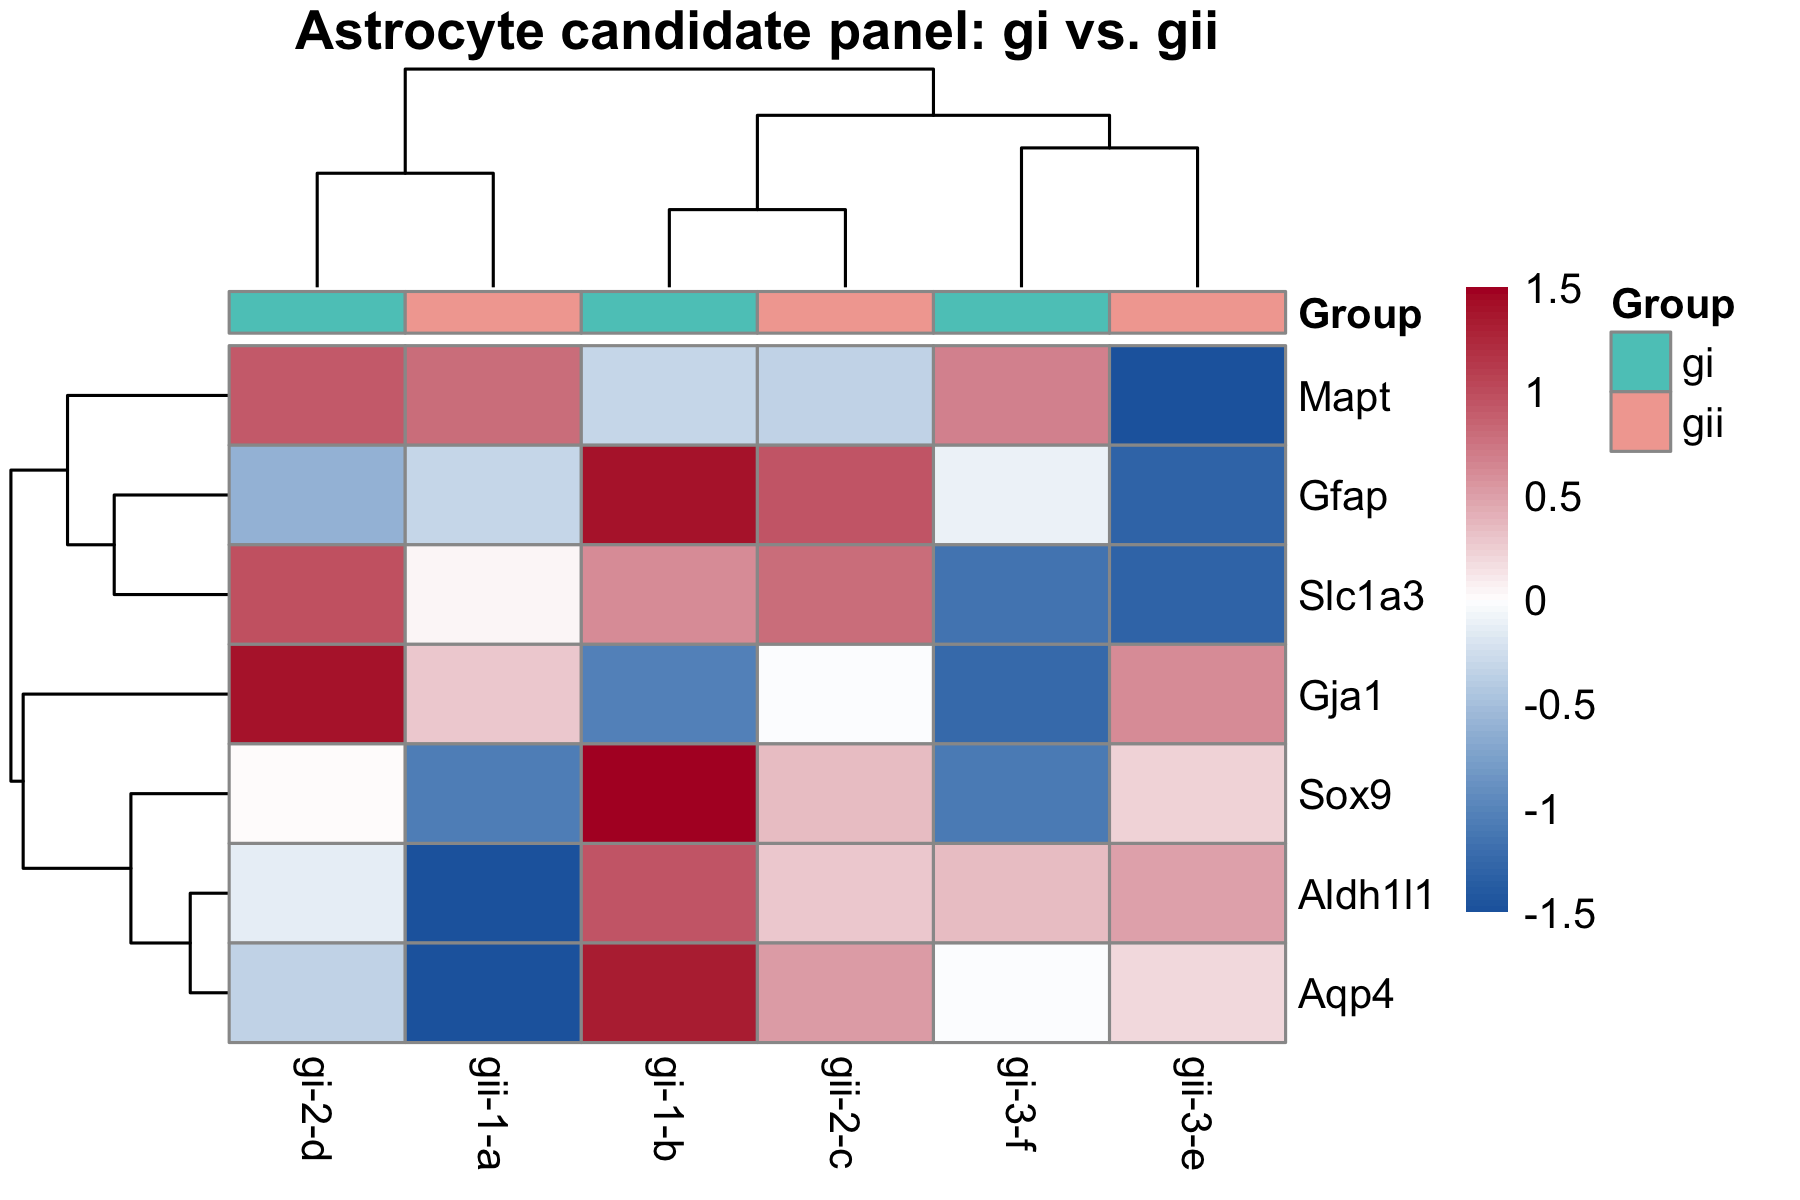 Astrocyte candidate panel: gi vs. gii
Group
Mapt
Gfap
Slc1a3
Gja1
Sox9
Aldh1l1
Aqp4
gi-2-d
gii-1-a
gi-1-b
gii-2-c
gi-3-f
gii-3-e
1.5
1
0.5
0
-0.5
-1
-1.5
Group
gi
gii